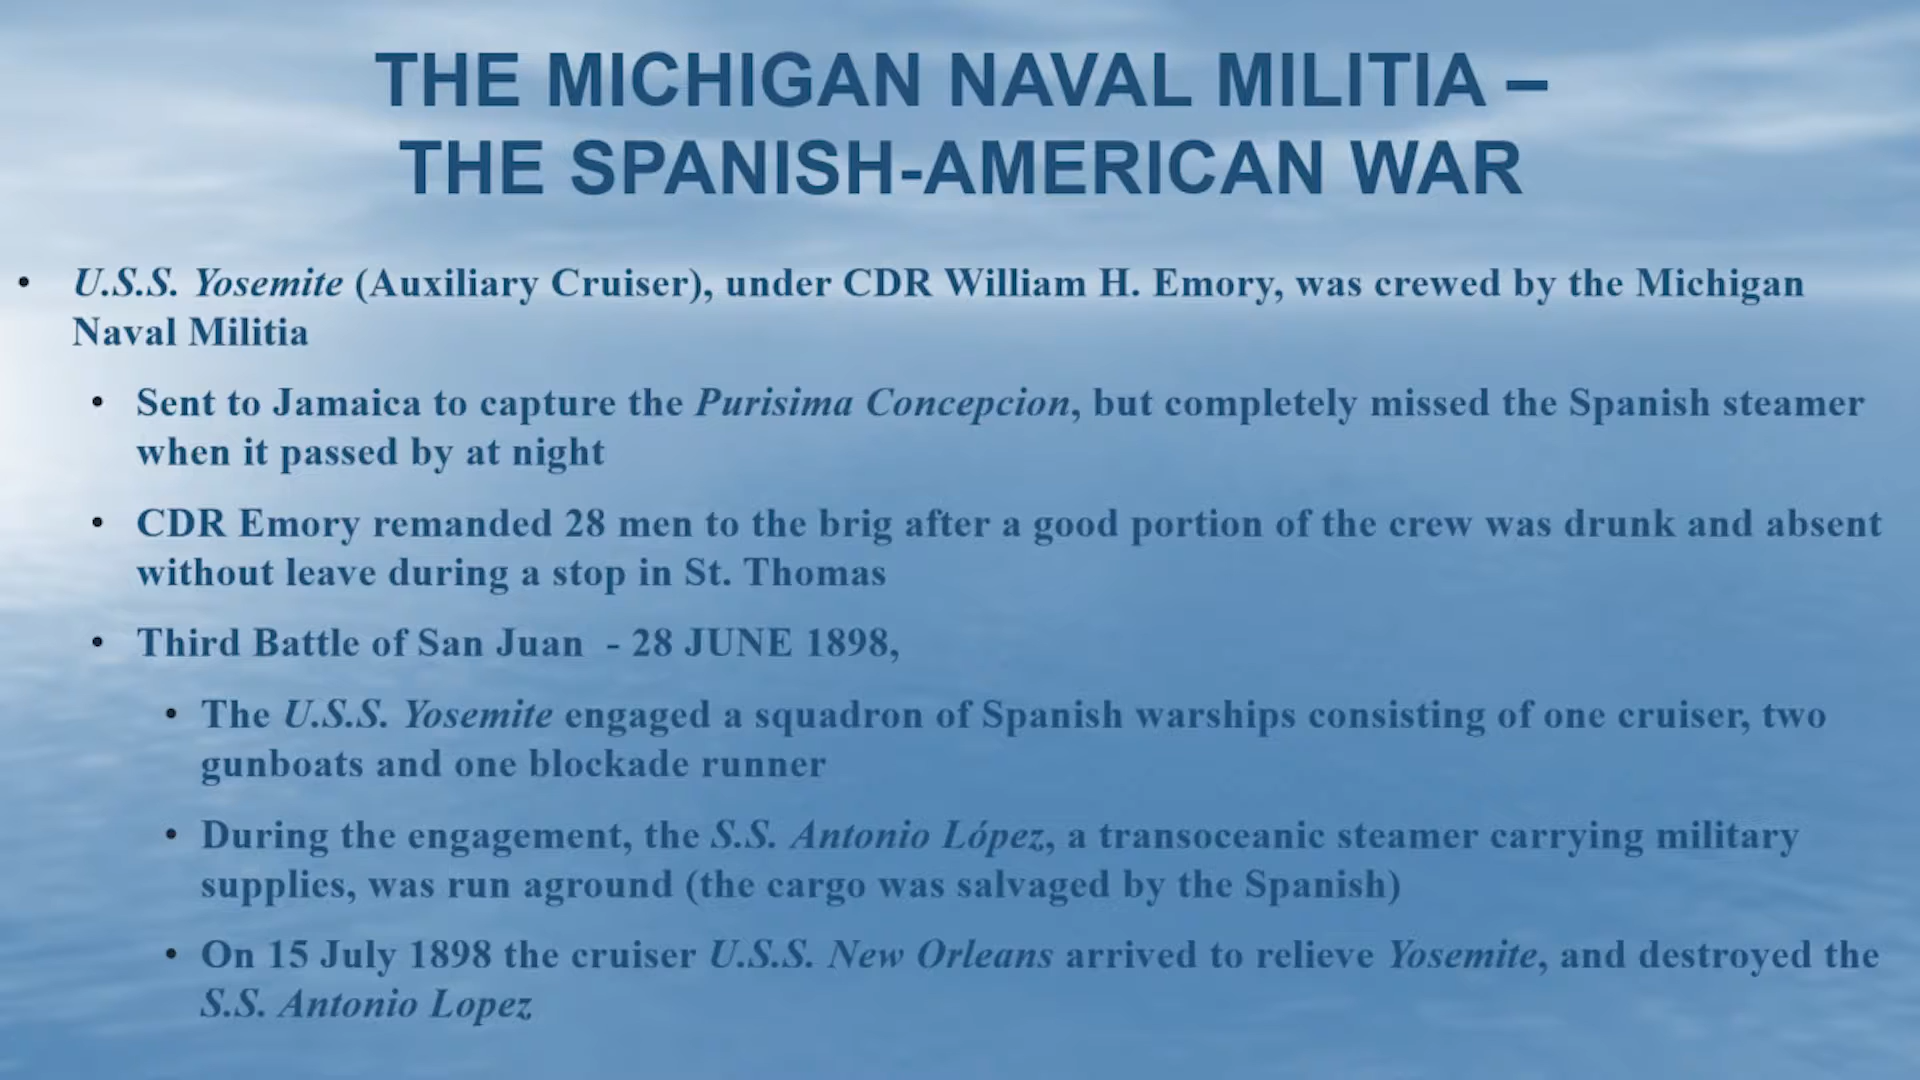 THE MICHIGAN NAVAL MILITIA –
THE SPANISH-AMERICAN WAR
• U.S.S. Yosemite (Auxiliary Cruiser), under CDR William H. Emory, was crewed by the Michigan
Naval Militia
• Sent to Jamaica to capture the Purisima Concepcion, but completely missed the Spanish steamer
when it passed by at night
• CDR Emory remanded 28 men to the brig after a good portion of the crew was drunk and absent
without leave during a stop in St. Thomas
• Third Battle of San Juan  - 28 JUNE 1898,
• The U.S.S. Yosemite engaged a squadron of Spanish warships consisting of one cruiser, two
gunboats and one blockade runner
• During the engagement, the S.S. Antonio López, a transoceanic steamer carrying military
supplies, was run aground (the cargo was salvaged by the Spanish)
• On 15 July 1898 the cruiser U.S.S. New Orleans arrived to relieve Yosemite, and destroyed the
S.S. Antonio Lopez